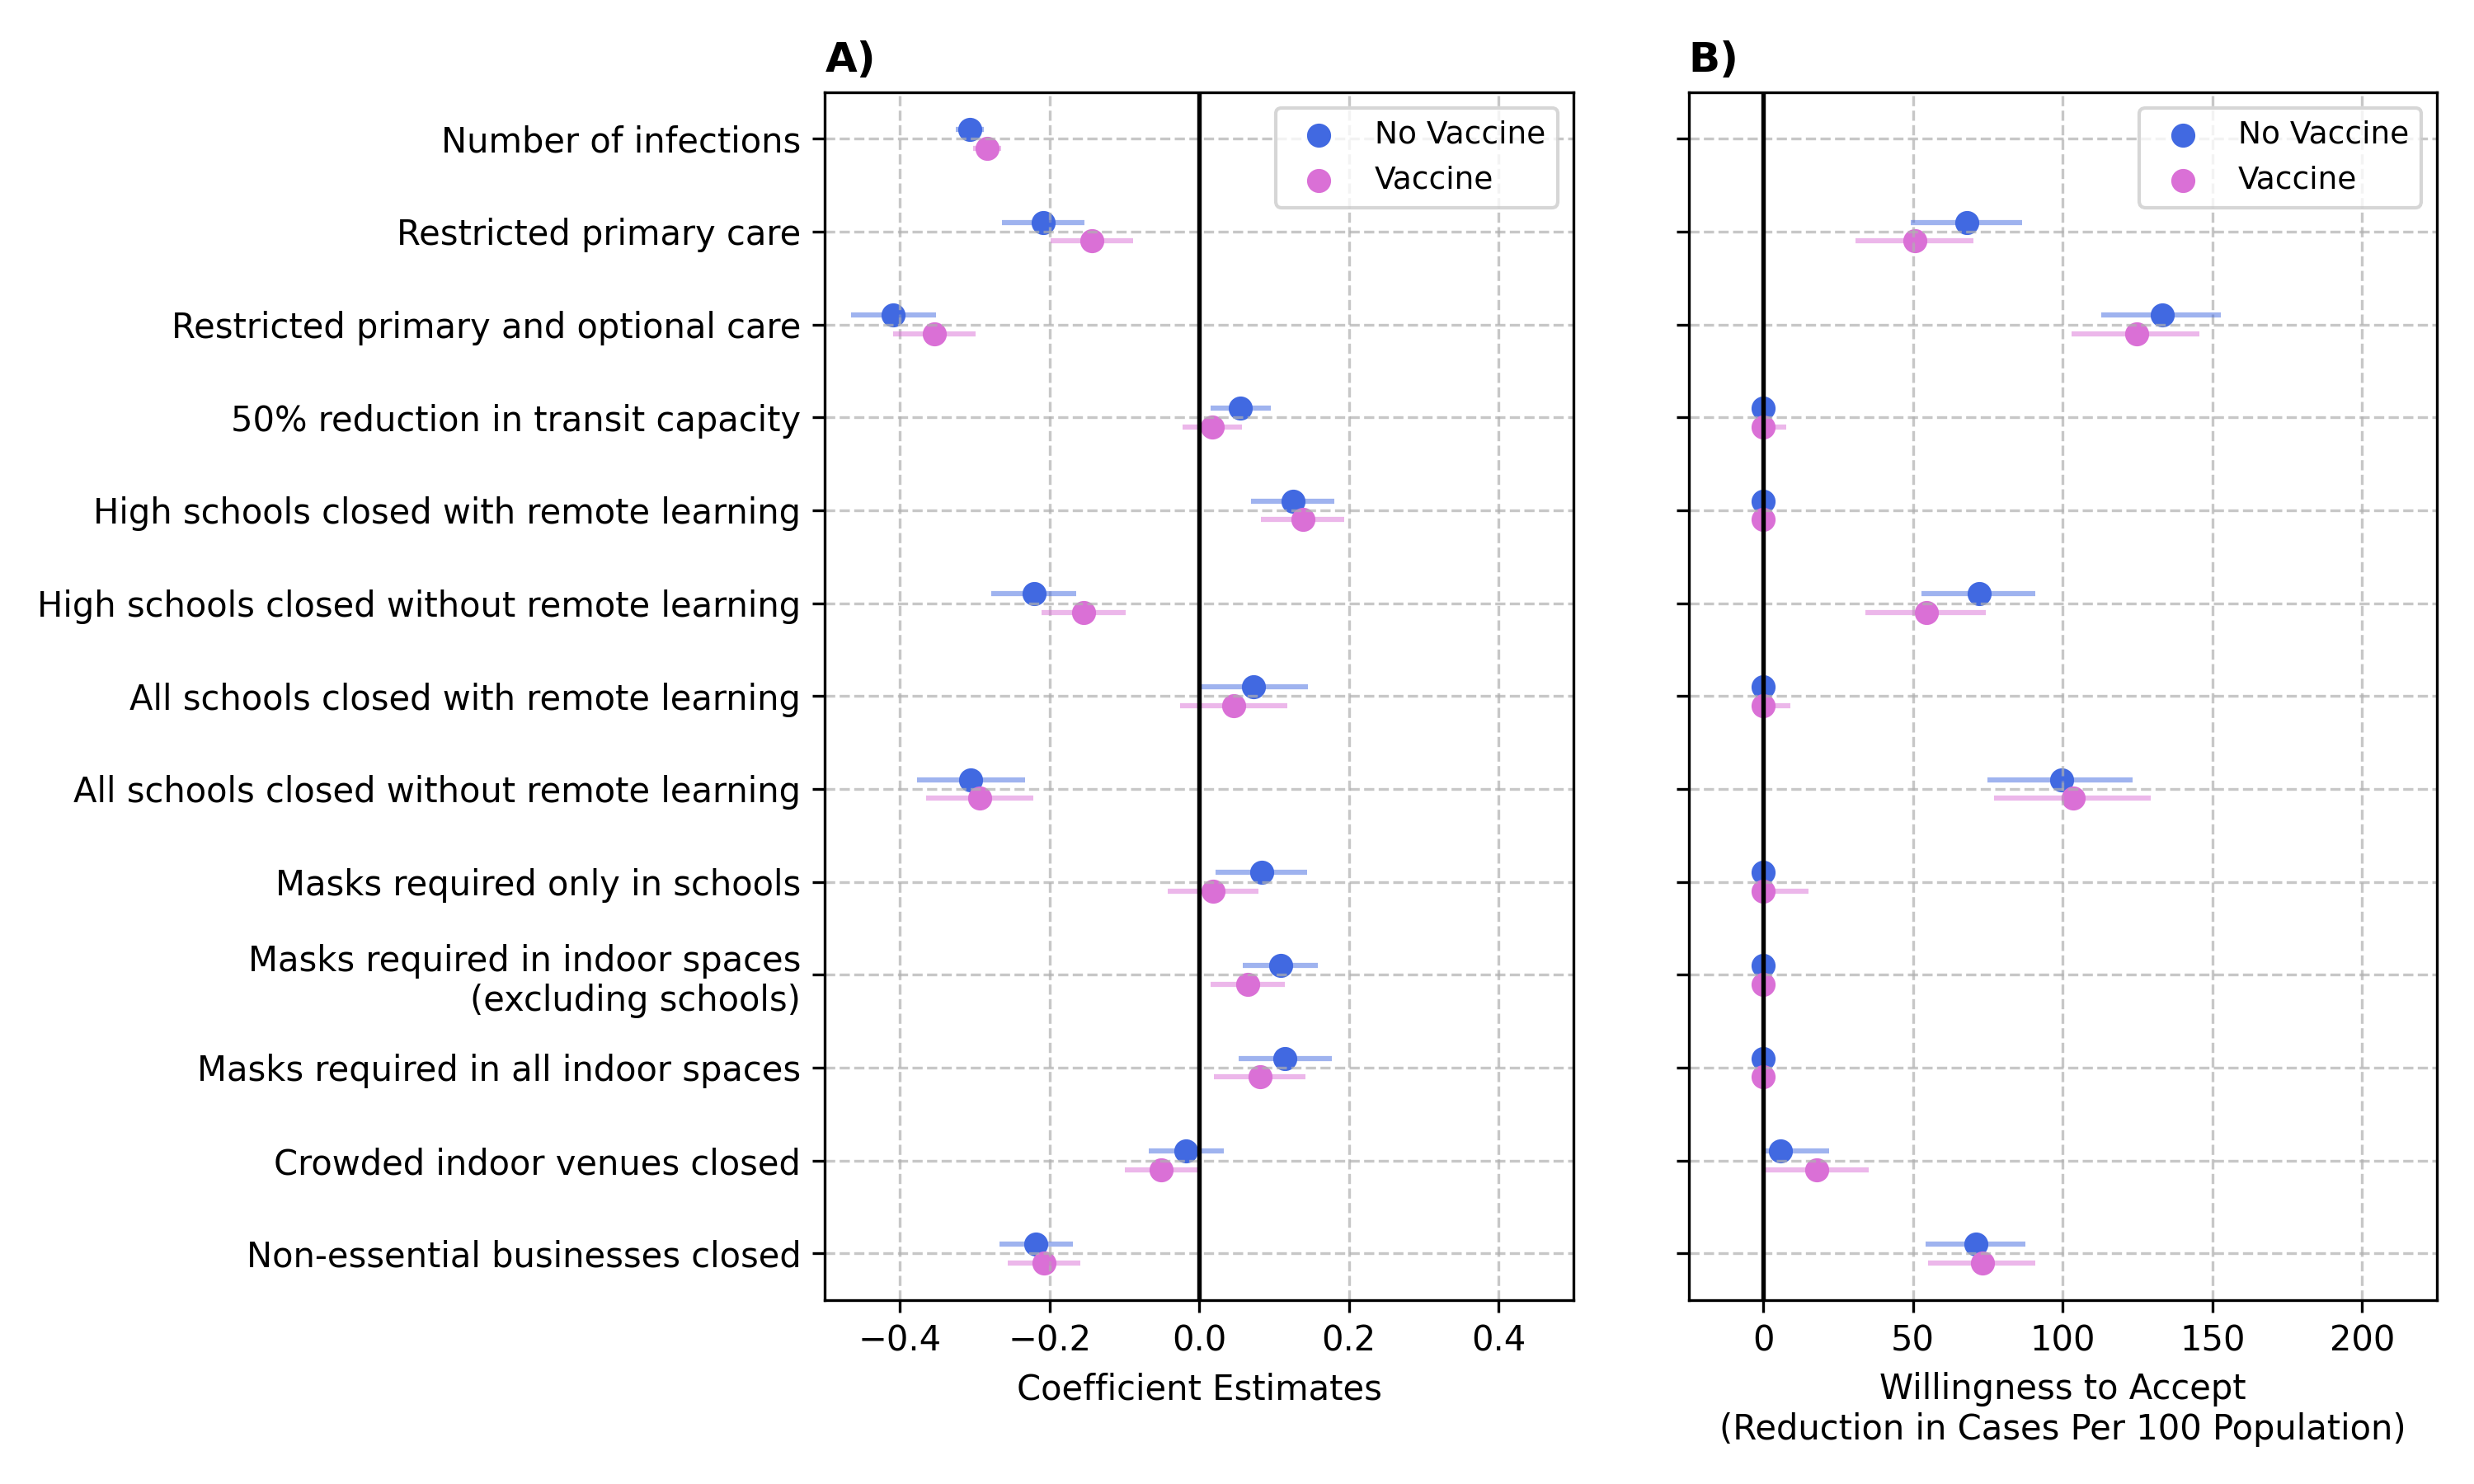 A)
B)
Number of infections
Restricted primary care
Restricted primary and optional care
50% reduction in transit capacity
High schools closed with remote learning
High schools closed without remote learning
All schools closed with remote learning
All schools closed without remote learning
Masks required only in schools
Masks required in indoor spaces
(excluding schools)
Masks required in all indoor spaces
Crowded indoor venues closed
Non-essential businesses closed
No Vaccine
Vaccine
−0.4 −0.2 0.0 0.2 0.4
Coefficient Estimates
No Vaccine
Vaccine
0 50 100 150 200
Willingness to Accept
(Reduction in Cases Per 100 Population)